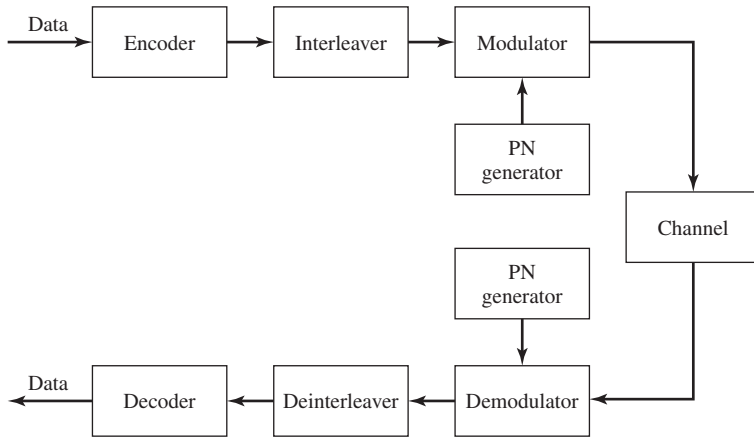 Data
Encoder
Interleaver
Modulator
PN
generator
Channel
PN
generator
Data
Decoder
Deinterleaver
Demodulator